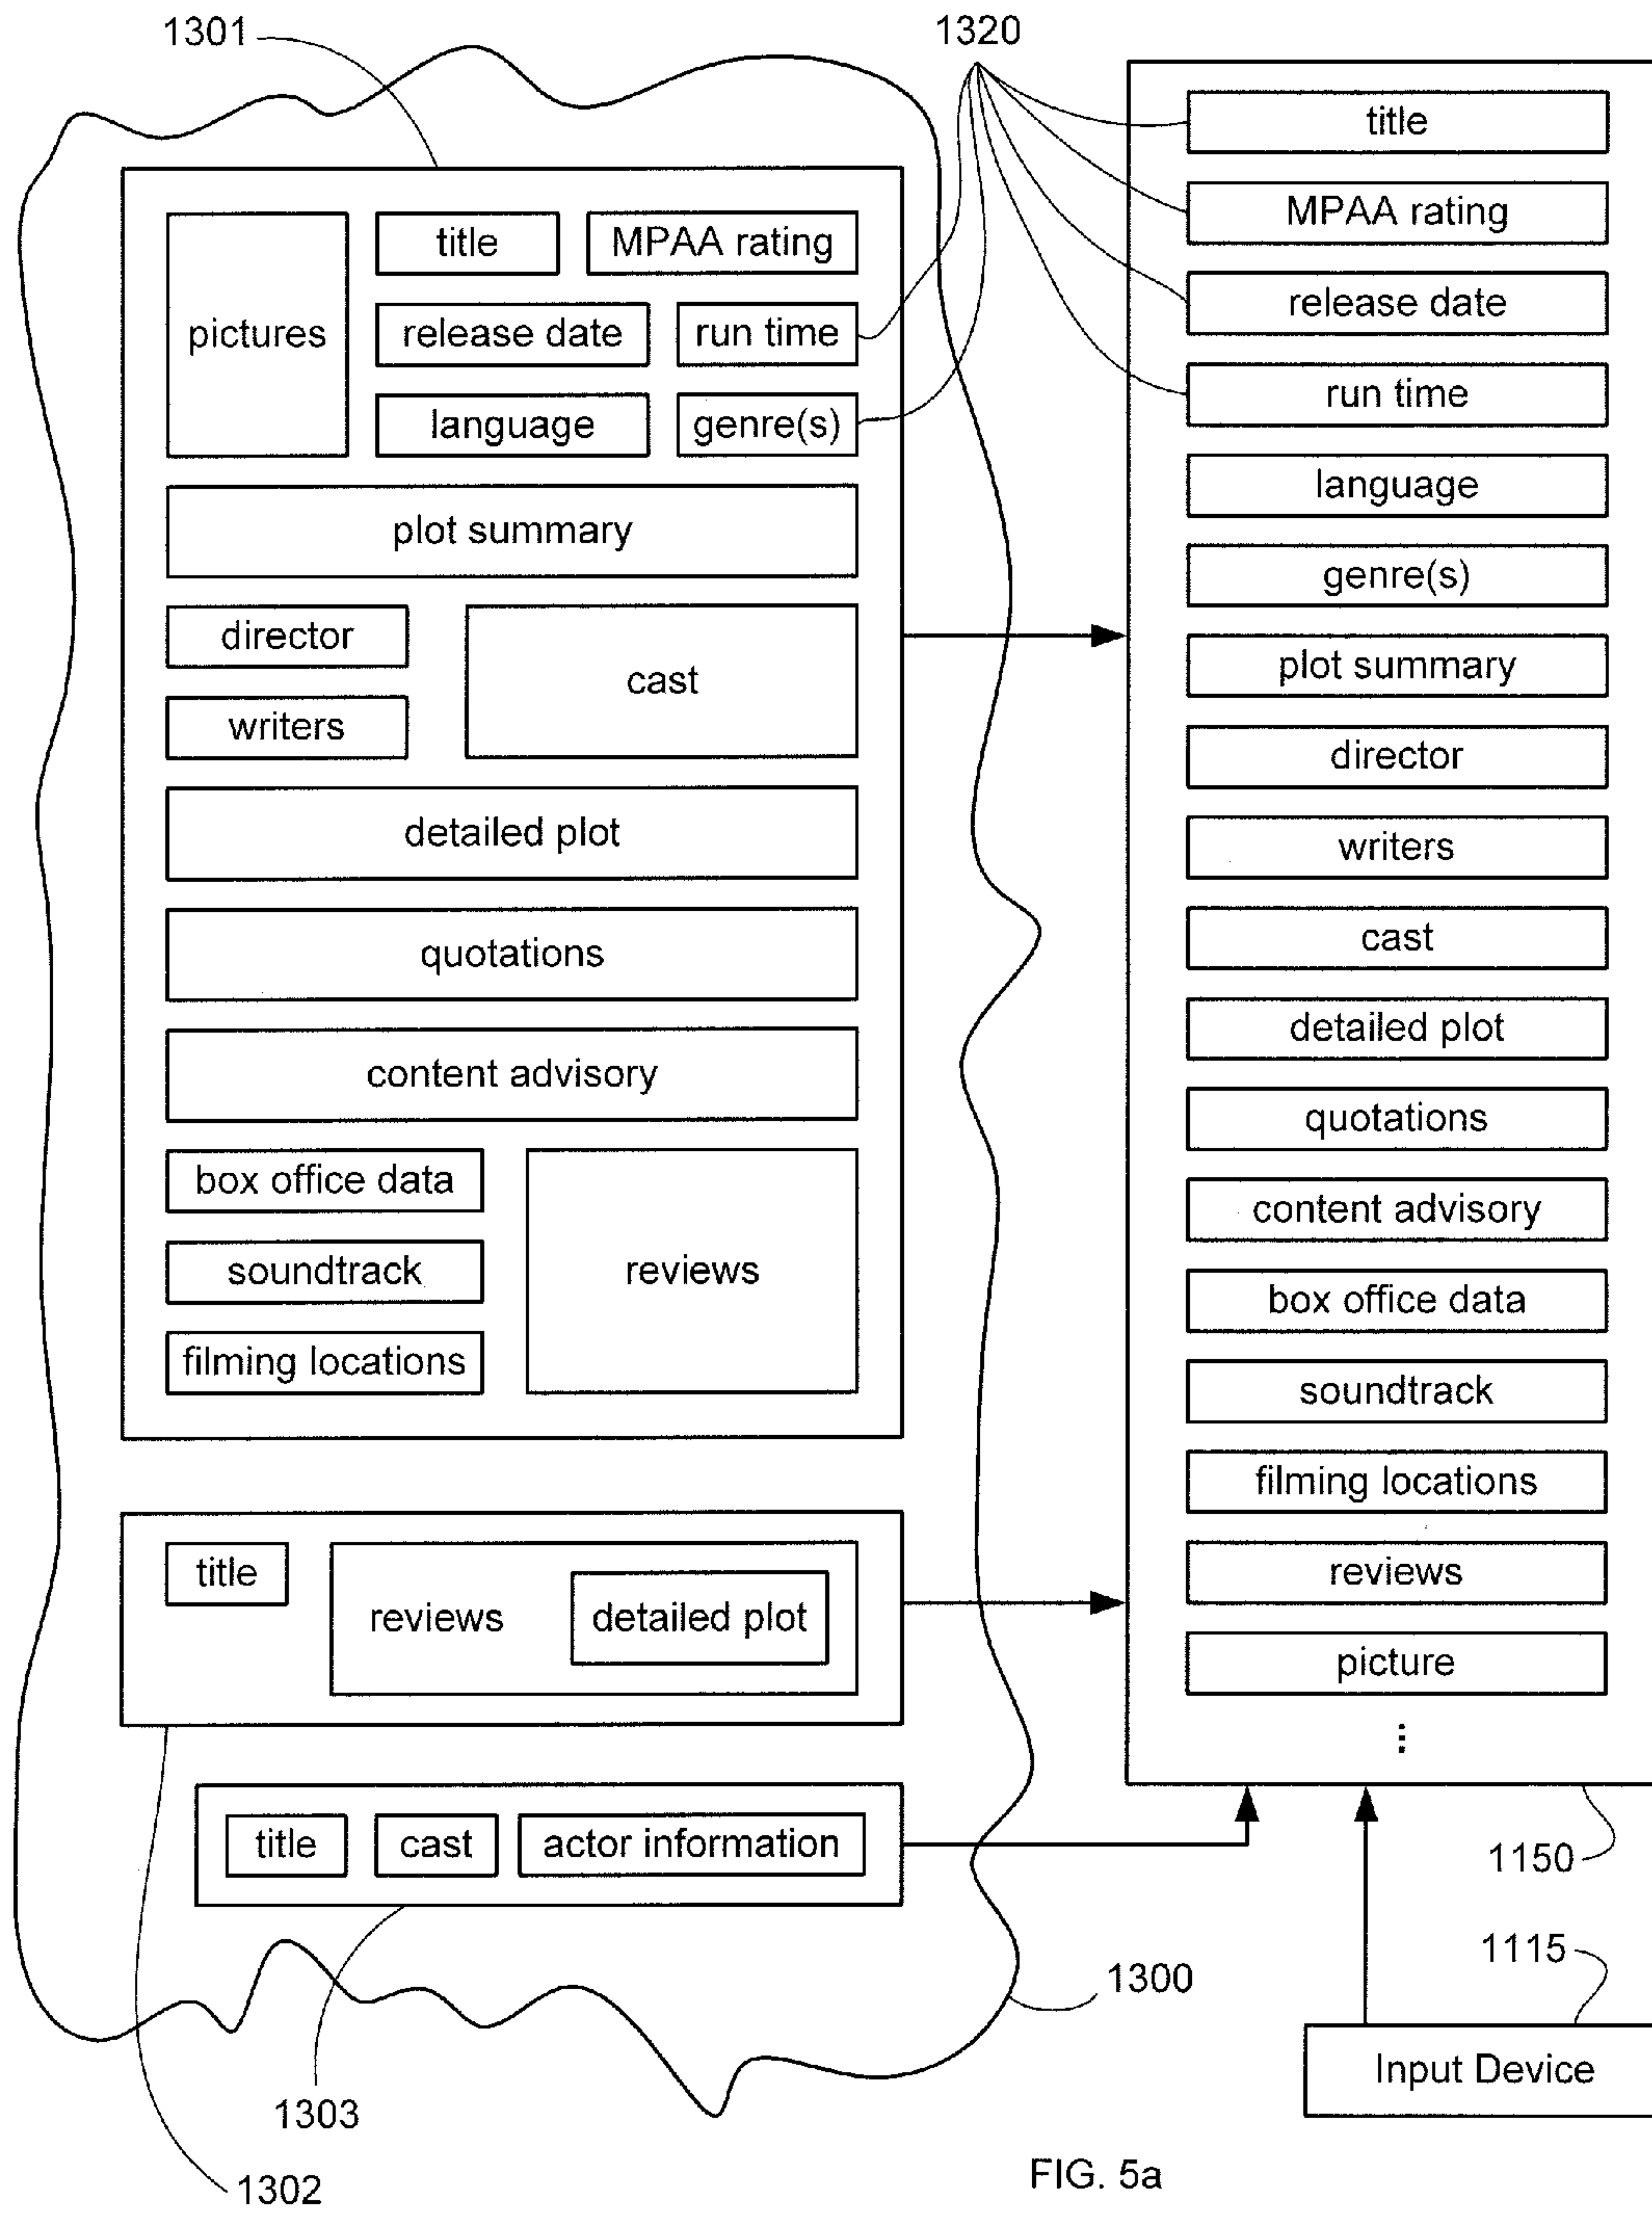 1301
1320
pictures
title
MPAA rating
release date
run time
language
genre(s)
plot summary
director
writers
cast
detailed plot
quotations
content advisory
box office data
soundtrack
filming locations
reviews
title
reviews
detailed plot
title
cast
actor information
1303
1302
1300
title
MPAA rating
release date
run time
language
genre(s)
plot summary
director
writers
cast
detailed plot
quotations
content advisory
box office data
soundtrack
filming locations
reviews
picture
⋮
1150
1115
Input Device
FIG. 5a